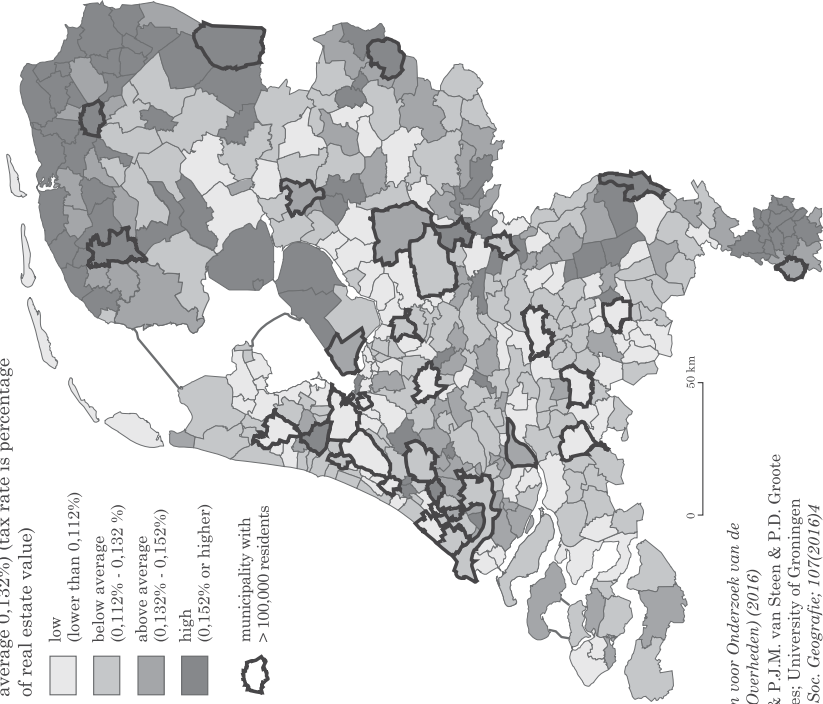 average 0,132%) (tax rate is percentage
of real estate value)
low
(lower than 0,112%)
below average
(0,112% - 0,132 %)
above average
(0,132% - 0,152%)
high
(0,152% or higher)
municipality with
> 100,000 residents
0
50 km
n voor Onderzoek van de
Overheden) (2016)
& P.J.M. van Steen & P.D. Groote
es; University of Groningen
Soc. Geografie; 107(2016)4